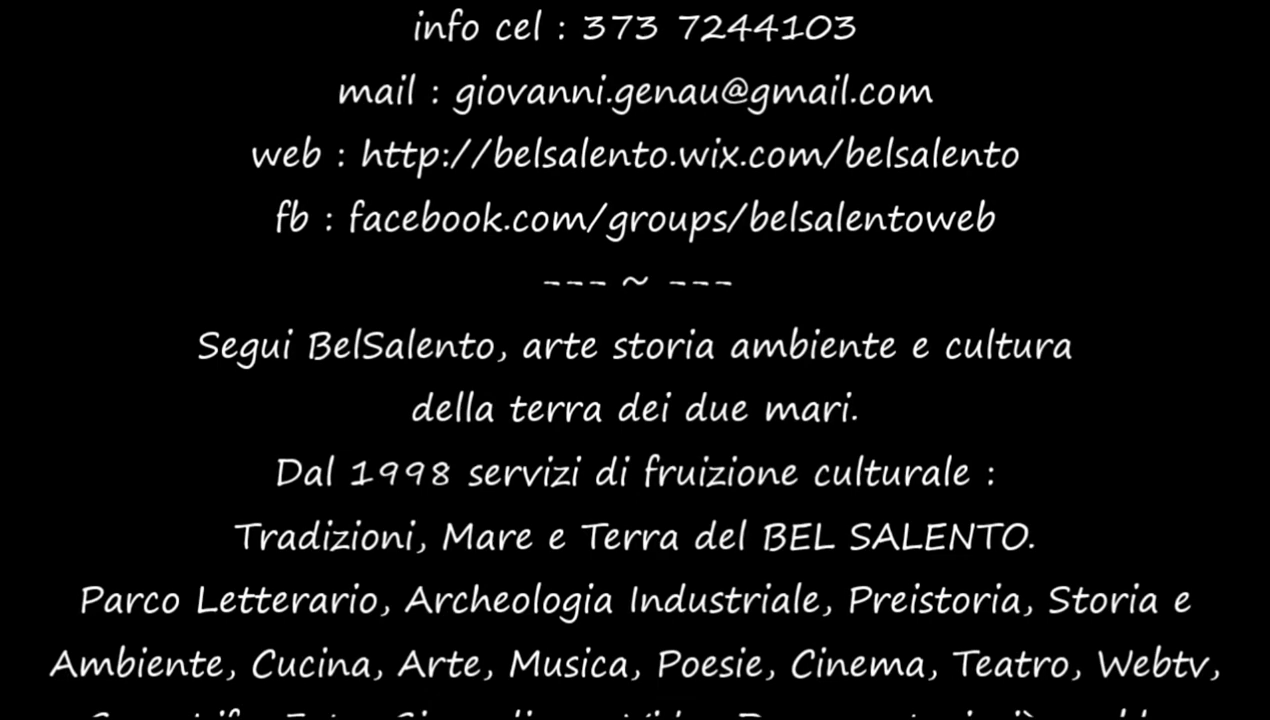 info cel : 373 7244103
mail : giovanni.genau@gmail.com
web : http://belsalento.wix.com/belsalento
fb : facebook.com/groups/belsalentoweb
--- ~ ---
Segui BelSalento, arte storia ambiente e cultura
della terra dei due mari.
Dal 1998 servizi di fruizione culturale :
Tradizioni, Mare e Terra del BEL SALENTO.
Parco Letterario, Archeologia Industriale, Preistoria, Storia e
Ambiente, Cucina, Arte, Musica, Poesie, Cinema, Teatro, Webtv,